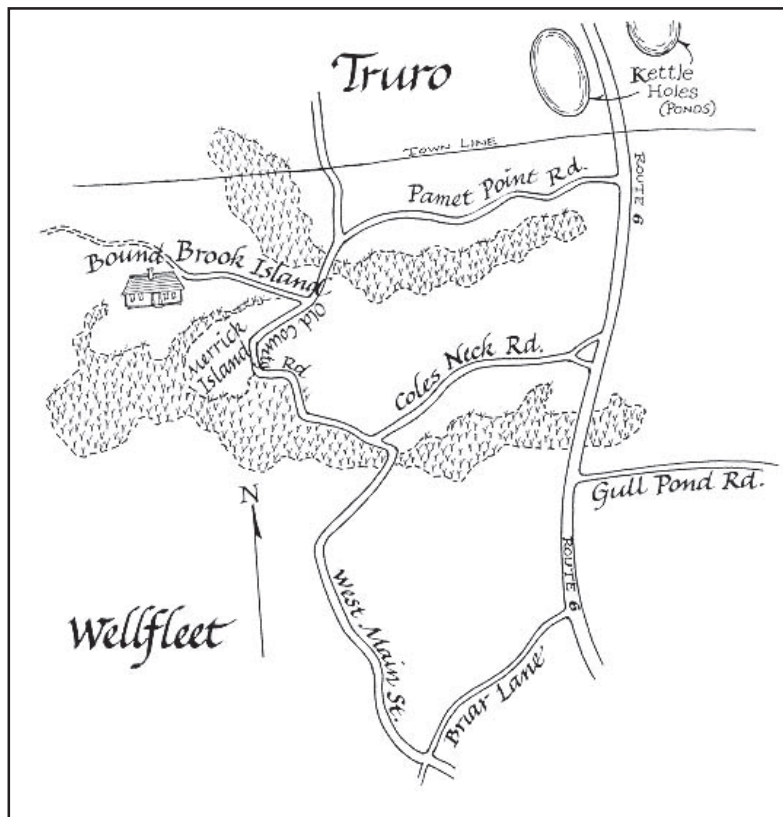 Truro
Kettle
Holes
(PONDS)
TOWN LINE
ROUTE 6
Pamet Point Rd.
Bound Brook Island
Old County Rd
Merrick
Island
Coles Neck Rd.
Gull Pond Rd.
N
ROUTE 6
Wellfleet
West Main St.
Briar Lane